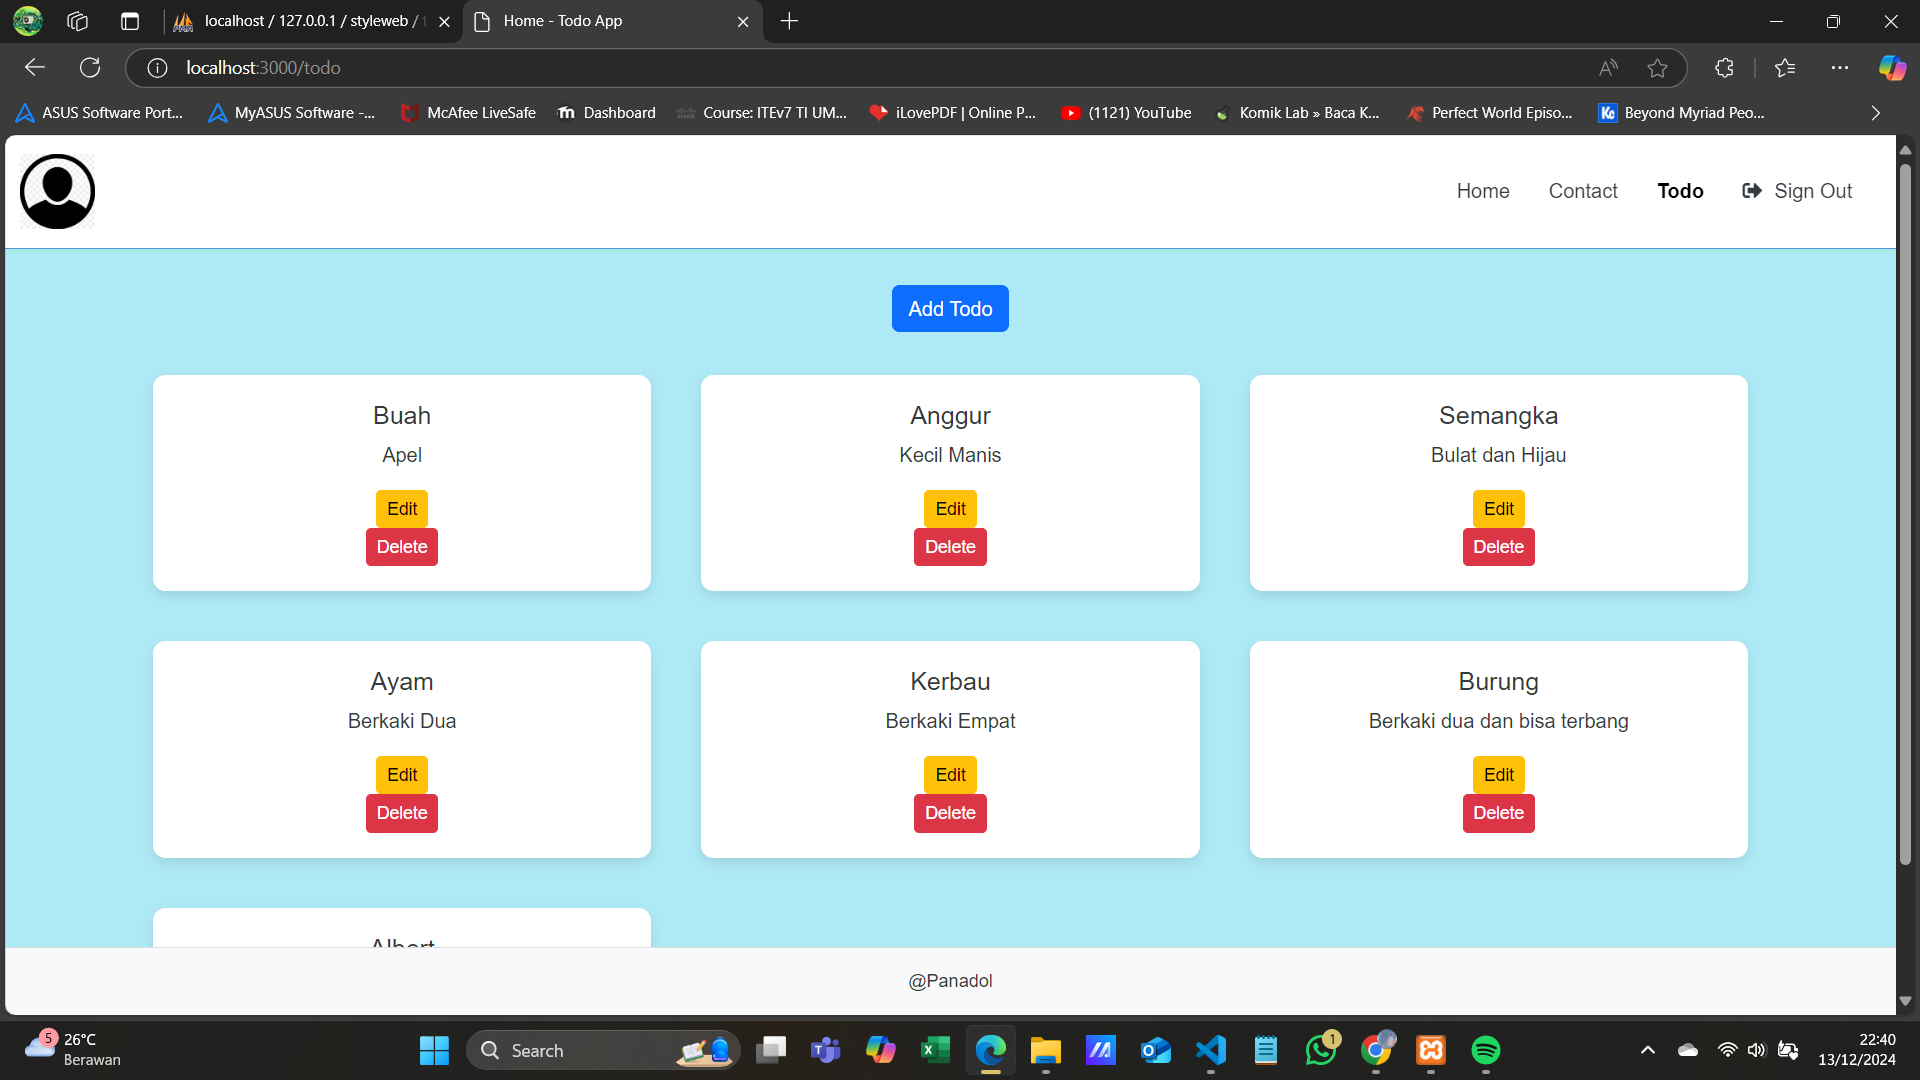 localhost / 127.0.0.1 / styleweb /
Home - Todo App
localhost:3000/todo
ASUS Software Port...
MyASUS Software -...
McAfee LiveSafe
Dashboard
Course: ITEv7 TI UM...
iLovePDF | Online P...
(1121) YouTube
Komik Lab » Baca K...
Perfect World Episo...
Kc
Beyond Myriad Peo...
Home
Contact
Todo
Sign Out
Add Todo
Buah
Apel
Edit
Delete
Anggur
Kecil Manis
Edit
Delete
Semangka
Bulat dan Hijau
Edit
Delete
Ayam
Berkaki Dua
Edit
Delete
Kerbau
Berkaki Empat
Edit
Delete
Burung
Berkaki dua dan bisa terbang
Edit
Delete
Albert
@Panadol
5
26°C
Berawan
Search
1
22:40
13/12/2024